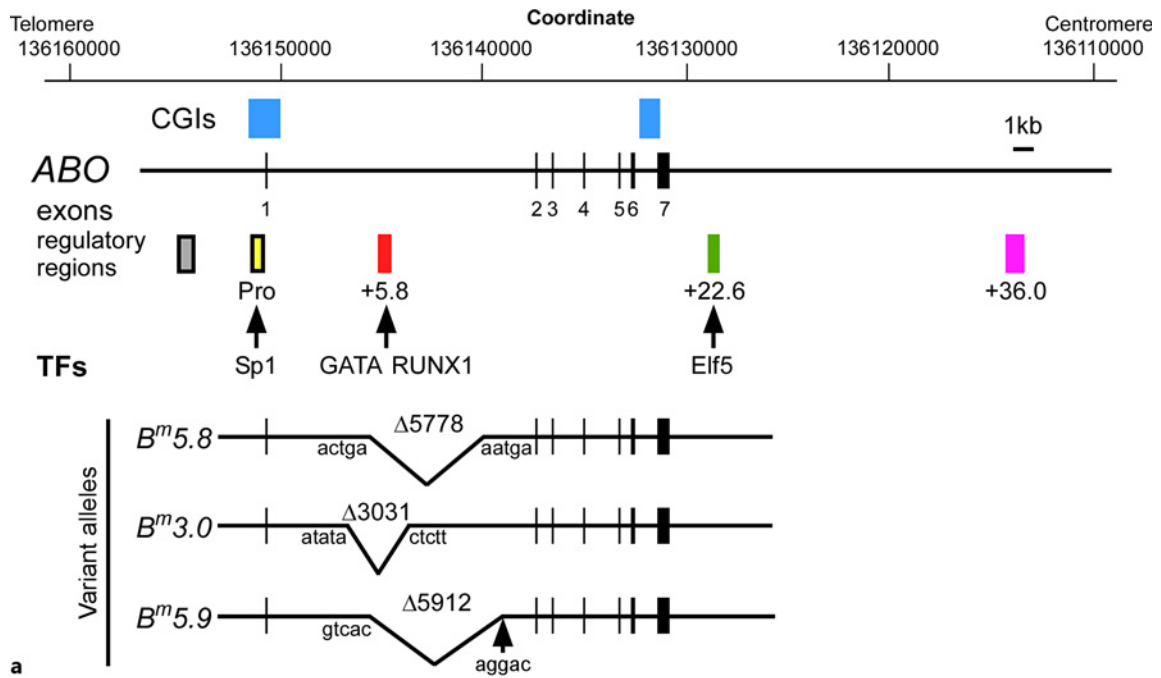 Telomere Coordinate Centromere
136160000 136150000 136140000 136130000 136120000 136110000
CGIs
1kb
ABO
exons 1 2 3 4 5 6 7
regulatory
regions
Pro +5.8 +22.6 +36.0
TFs Sp1 GATA RUNX1 Elf5
Variant alleles
Bm5.8 actga Δ5778 aatga
Bm3.0 atata Δ3031 ctctt
Bm5.9 gtcac Δ5912 aggac
a